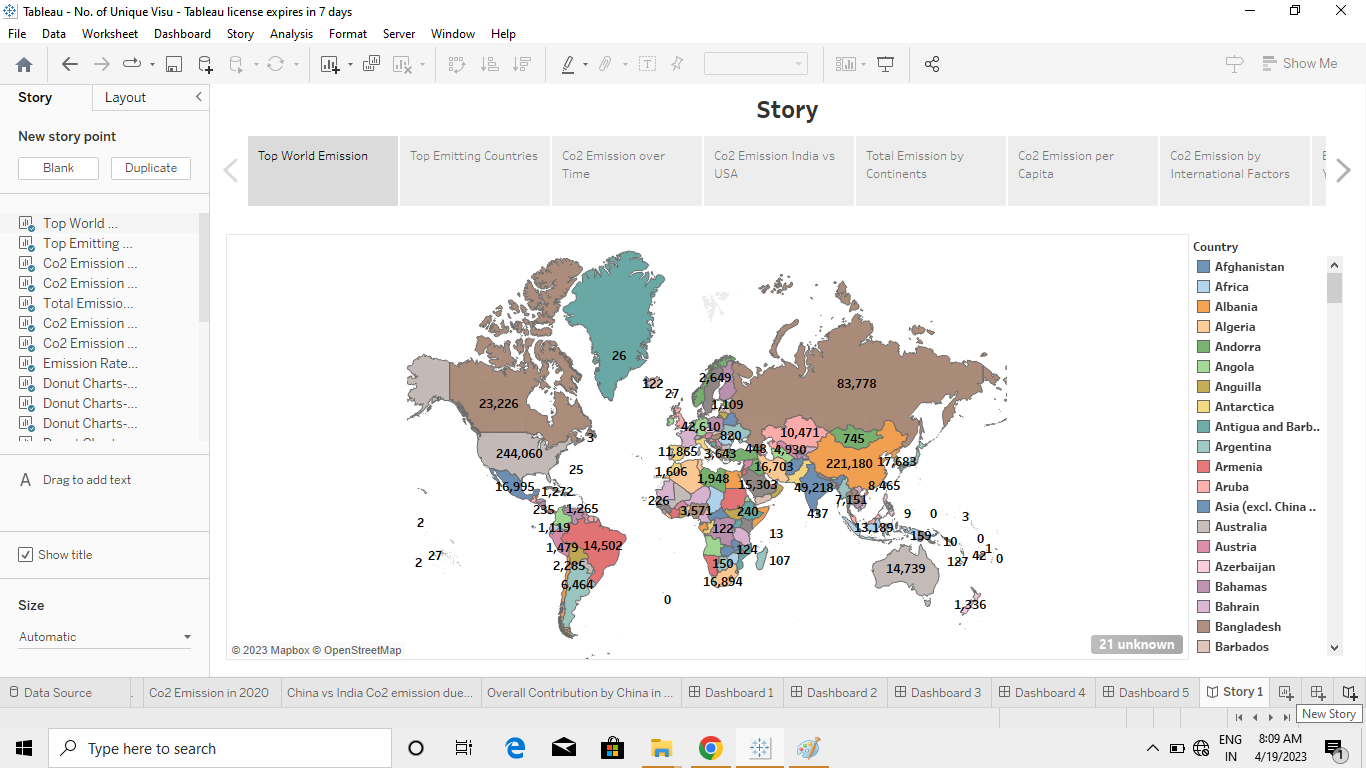 Tableau - No. of Unique Visu - Tableau license expires in 7 days
File Data Worksheet Dashboard Story Analysis Format Server Window Help
Show Me
Story Layout
New story point
Blank Duplicate
Top World ...
Top Emitting ...
Co2 Emission ...
Co2 Emission ...
Total Emissio...
Co2 Emission ...
Co2 Emission ...
Emission Rate...
Donut Charts-...
Donut Charts-...
Donut Charts-...
A Drag to add text
Show title
Size
Automatic
Story
Top World Emission
Top Emitting Countries
Co2 Emission over
Time
Co2 Emission India vs
USA
Total Emission by
Continents
Co2 Emission per
Capita
Co2 Emission by
International Factors
26
122
27
2,649
1,109
83,778
23,226
3
244,060
25
16,995
1,272
235
1,265
1,119
1,479
14,502
2,285
6,464
2
2
27
42,610
820
11,865
3,643
448
4,930
10,471
745
221,180
17,683
1,606
1,948
16,703
15,303
49,218
8,465
7,151
437
226
3,571
240
122
124
13
107
150
16,894
0
13,189
159
9
0
3
10
0
42
1
0
127
14,739
1,336
© 2023 Mapbox © OpenStreetMap
21 unknown
Country
Afghanistan
Africa
Albania
Algeria
Andorra
Angola
Anguilla
Antarctica
Antigua and Barb..
Argentina
Armenia
Aruba
Asia (excl. China ..
Australia
Austria
Azerbaijan
Bahamas
Bahrain
Bangladesh
Barbados
Data Source Co2 Emission in 2020 China vs India Co2 emission due... Overall Contribution by China in ... Dashboard 1 Dashboard 2 Dashboard 3 Dashboard 4 Dashboard 5 Story 1
New Story
Type here to search
ENG
IN
8:09 AM
4/19/2023
1